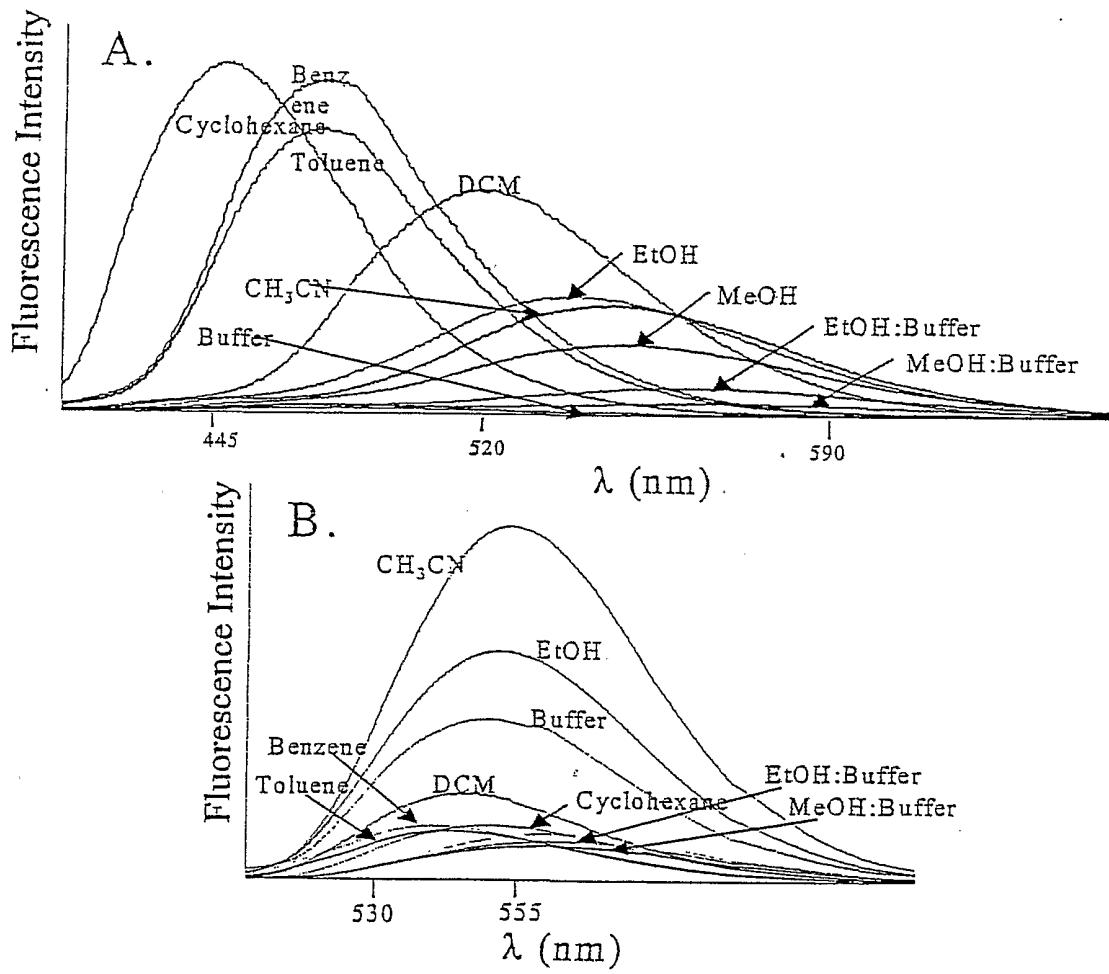 A.
Fluorescence Intensity
Benz
ene
Cyclohexane
Toluene
DCM
EtOH
CH3CN
MeOH
EtOH:Buffer
Buffer
MeOH:Buffer
445
520
590
λ (nm)
B.
Fluorescence Intensity
CH3CN
EtOH
Buffer
Benzene
EtOH:Buffer
Toluene
DCM
Cyclohexane
MeOH:Buffer
530
555
λ (nm)